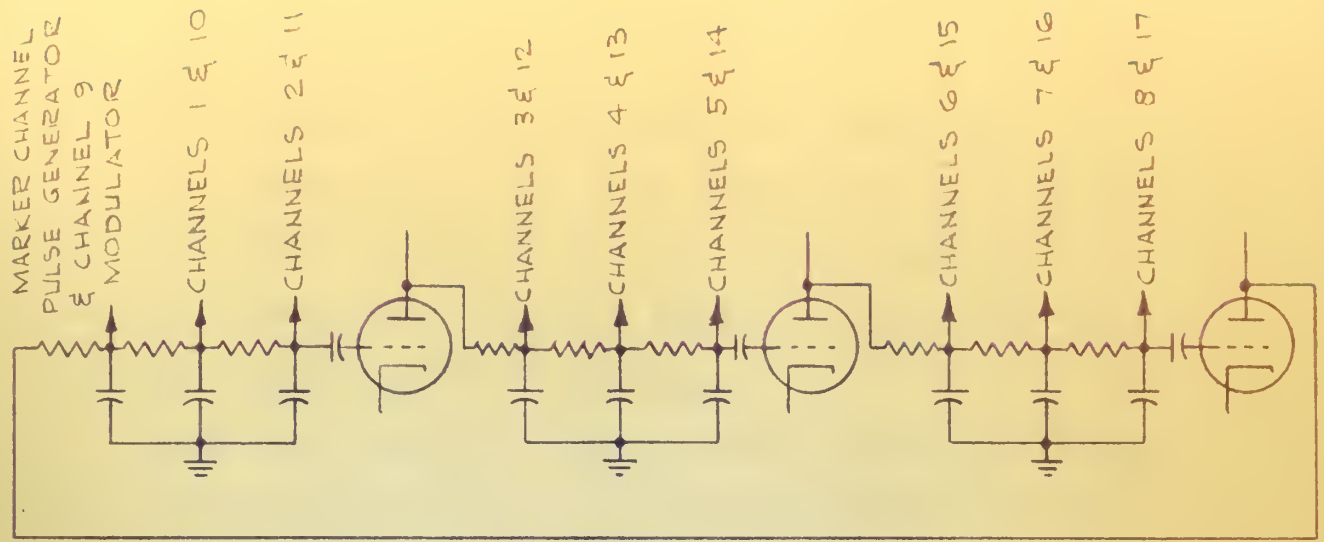 MARKER CHANNEL
PULSE GENERATOR
& CHANNEL 9
MODULATOR
CHANNELS 1 & 10
CHANNELS 2 & 11
CHANNELS 3 & 12
CHANNELS 4 & 13
CHANNELS 5 & 14
CHANNELS 6 & 15
CHANNELS 7 & 16
CHANNELS 8 & 17